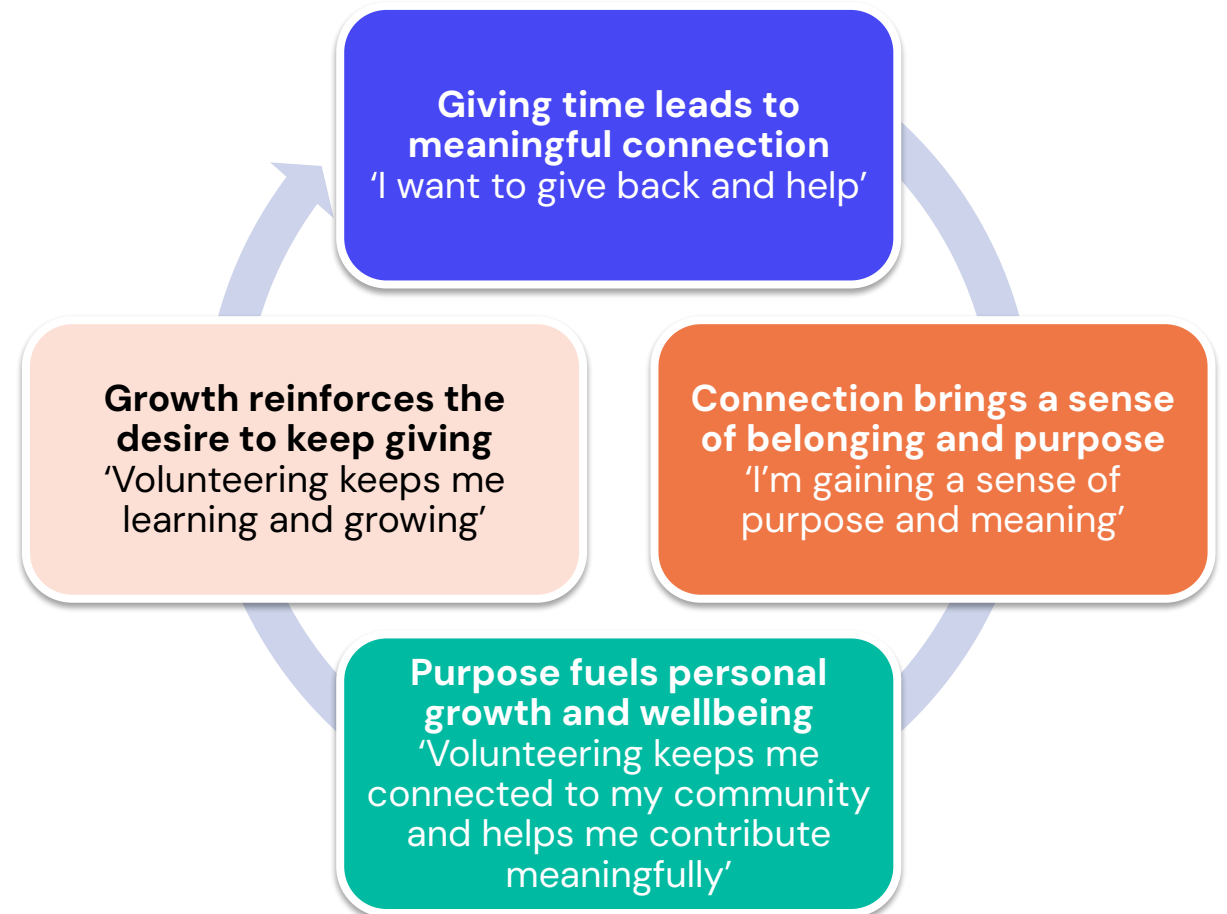 Giving time leads to
meaningful connection
‘I want to give back and help’
Connection brings a sense
of belonging and purpose
‘I’m gaining a sense of
purpose and meaning’
Purpose fuels personal
growth and wellbeing
‘Volunteering keeps me
connected to my community
and helps me contribute
meaningfully’
Growth reinforces the
desire to keep giving
‘Volunteering keeps me
learning and growing’